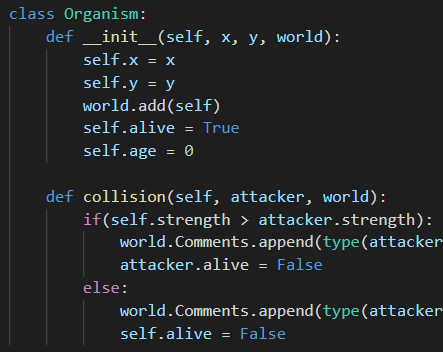 class Organism:
    def __init__(self, x, y, world):
        self.x = x
        self.y = y
        world.add(self)
        self.alive = True
        self.age = 0

    def collision(self, attacker, world):
        if(self.strength > attacker.strength):
            world.Comments.append(type(attacker
            attacker.alive = False
        else:
            world.Comments.append(type(attacker
            self.alive = False